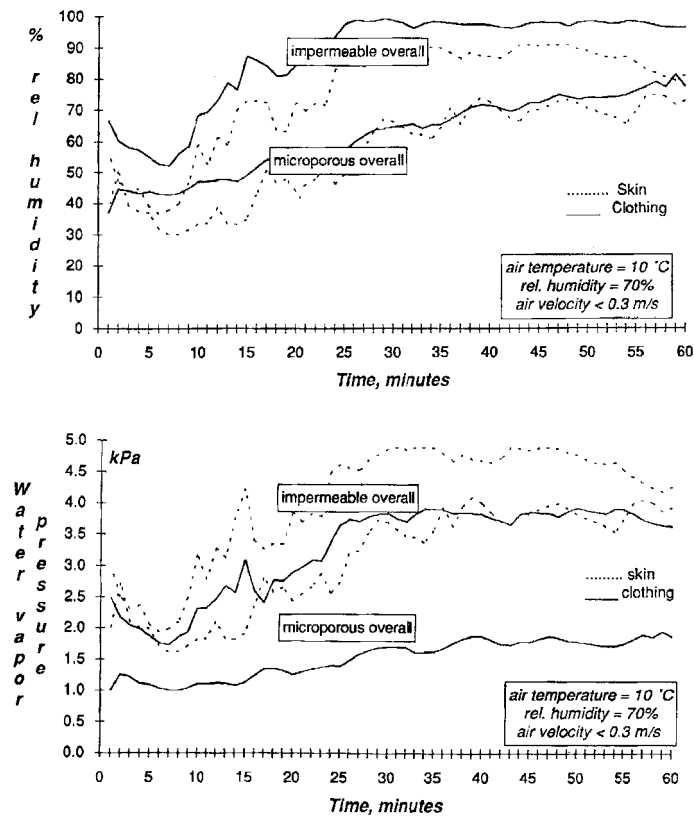 % rel humidity
100
90
80
70
60
50
40
30
20
10
0
impermeable overall
microporous overall
Skin
Clothing
air temperature = 10 °C
rel. humidity = 70%
air velocity < 0.3 m/s
0 5 10 15 20 25 30 35 40 45 50 55 60
Time, minutes
Water vapor
pressure
kPa
5.0
4.5
4.0
3.5
3.0
2.5
2.0
1.5
1.0
0.5
0.0
impermeable overall
microporous overall
skin
clothing
air temperature = 10 °C
rel. humidity = 70%
air velocity < 0.3 m/s
0 5 10 15 20 25 30 35 40 45 50 55 60
Time, minutes